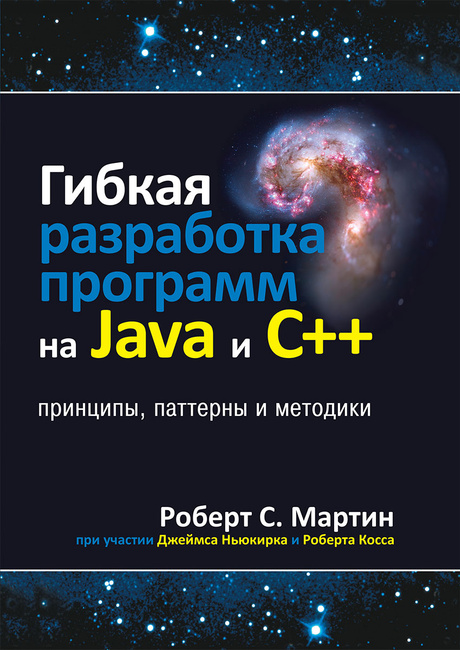 Гибкая
разработка
программ
на Java и C++
принципы, паттерны и методики
Роберт С. Мартин
при участии Джеймса Ньюкирка и Роберта Косса